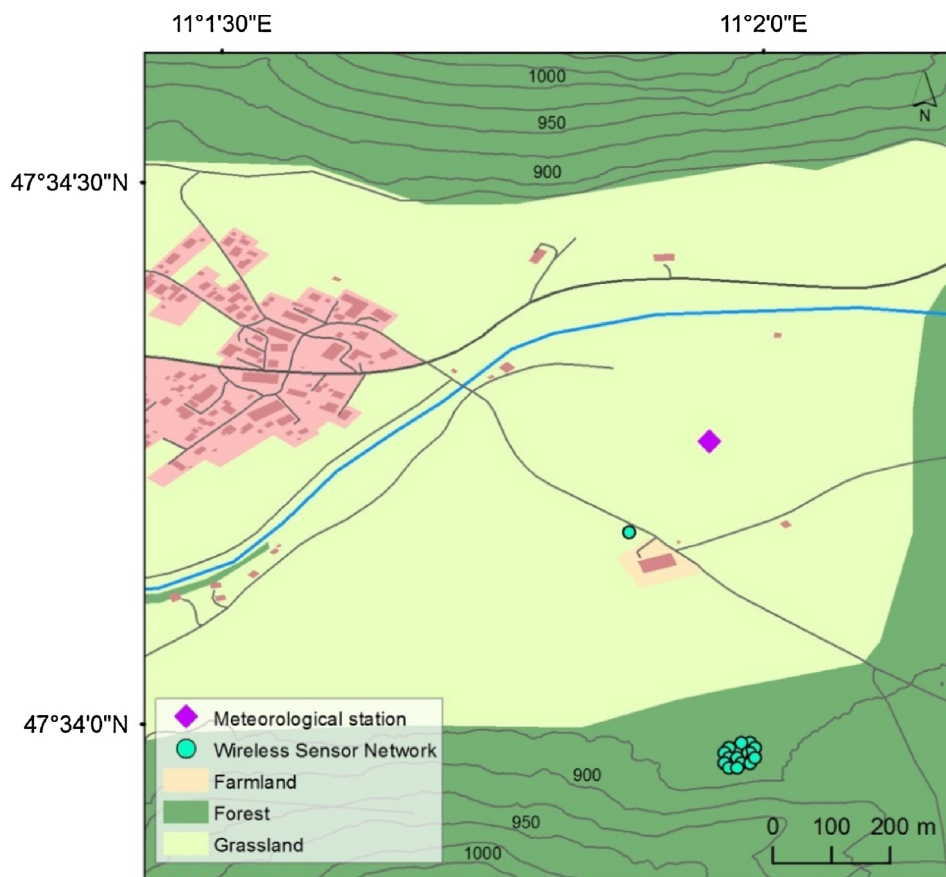 11°1'30"E 11°2'0"E
1000
N
950
900
47°34'30"N
47°34'0"N
Meteorological station
Wireless Sensor Network
Farmland
Forest
Grassland
900
950
1000
0 100 200 m